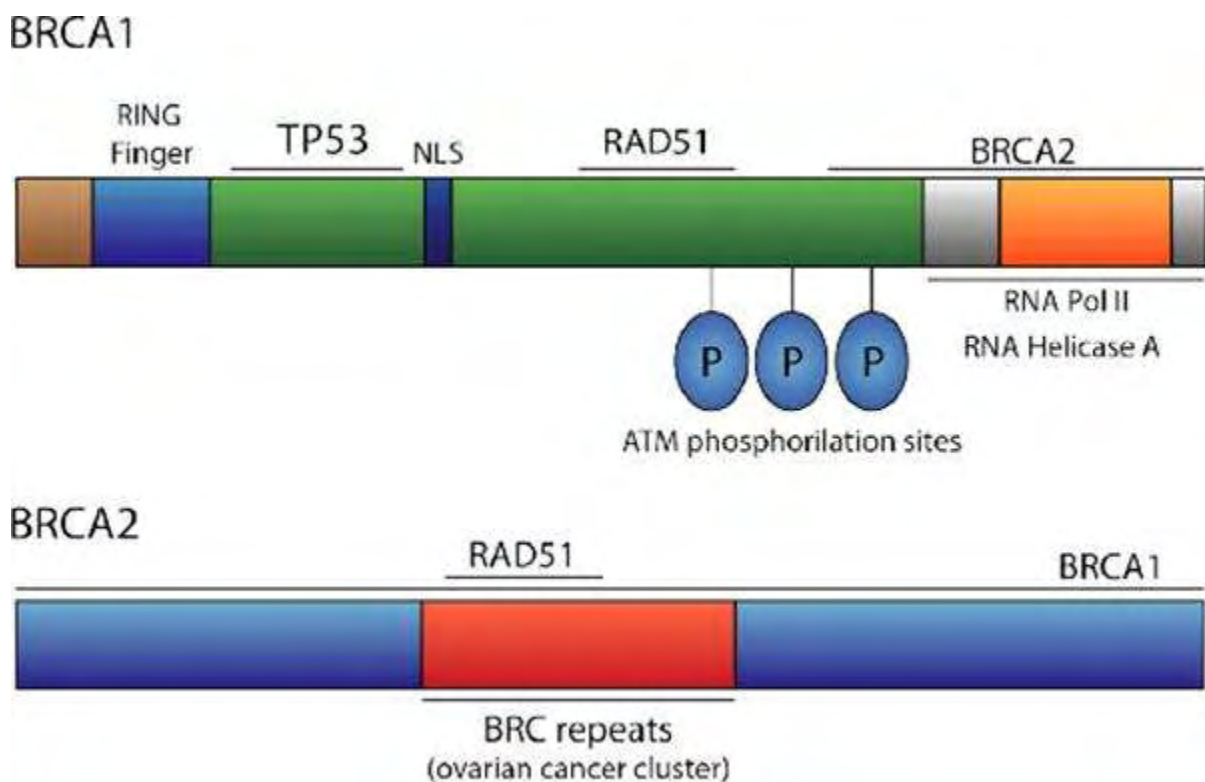 BRCA1
RING
Finger
TP53
NLS
RAD51
BRCA2
RNA Pol II
RNA Helicase A
P P P
ATM phosphorilation sites
BRCA2
RAD51
BRCA1
BRC repeats
(ovarian cancer cluster)